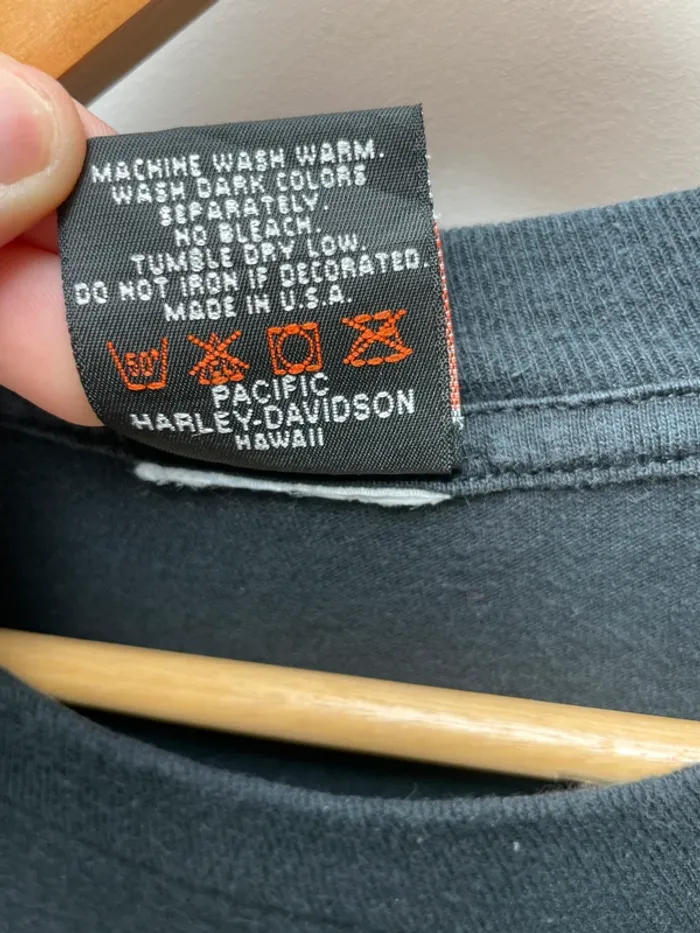 MACHINE WASH WARM.
WASH DARK COLORS
SEPARATELY.
NO BLEACH.
TUMBLE DRY LOW.
DO NOT IRON IF DECORATED.
MADE IN U.S.A.
50°
PACIFIC
HARLEY-DAVIDSON
HAWAII